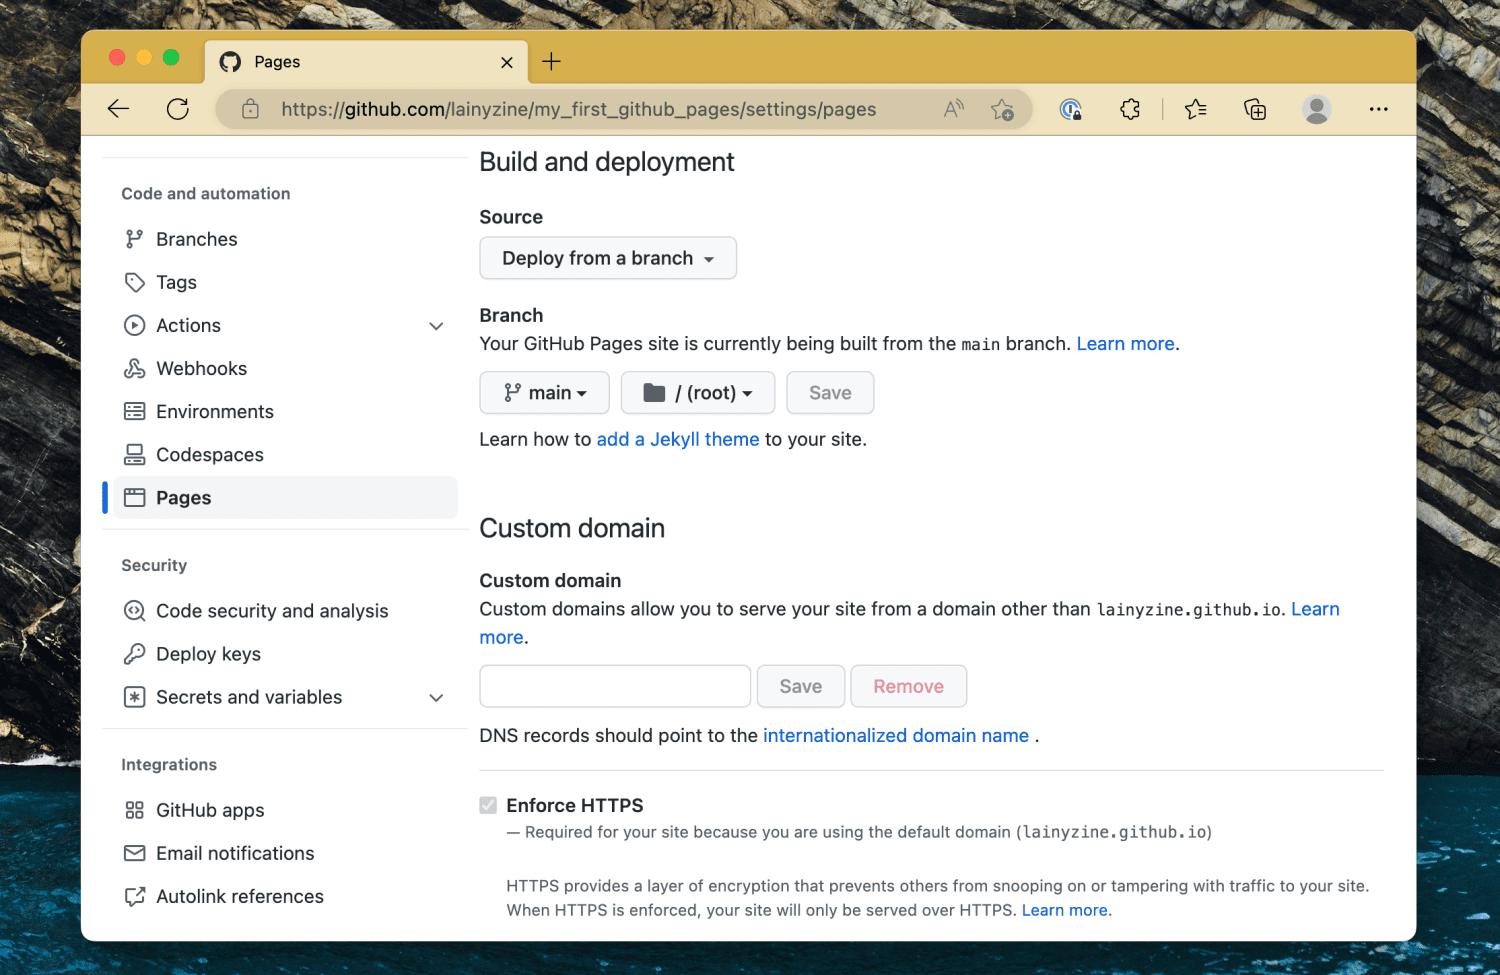 Pages
https://github.com/lainyzine/my_first_github_pages/settings/pages
Code and automation
Branches
Tags
Actions
Webhooks
Environments
Codespaces
Pages
Security
Code security and analysis
Deploy keys
Secrets and variables
Integrations
GitHub apps
Email notifications
Autolink references
Build and deployment
Source
Deploy from a branch
Branch
Your GitHub Pages site is currently being built from the main branch. Learn more.
main
/ (root)
Save
Learn how to add a Jekyll theme to your site.
Custom domain
Custom domain
Custom domains allow you to serve your site from a domain other than lainyzine.github.io. Learn
more.
Save
Remove
DNS records should point to the internationalized domain name .
Enforce HTTPS
— Required for your site because you are using the default domain (lainyzine.github.io)
HTTPS provides a layer of encryption that prevents others from snooping on or tampering with traffic to your site.
When HTTPS is enforced, your site will only be served over HTTPS. Learn more.